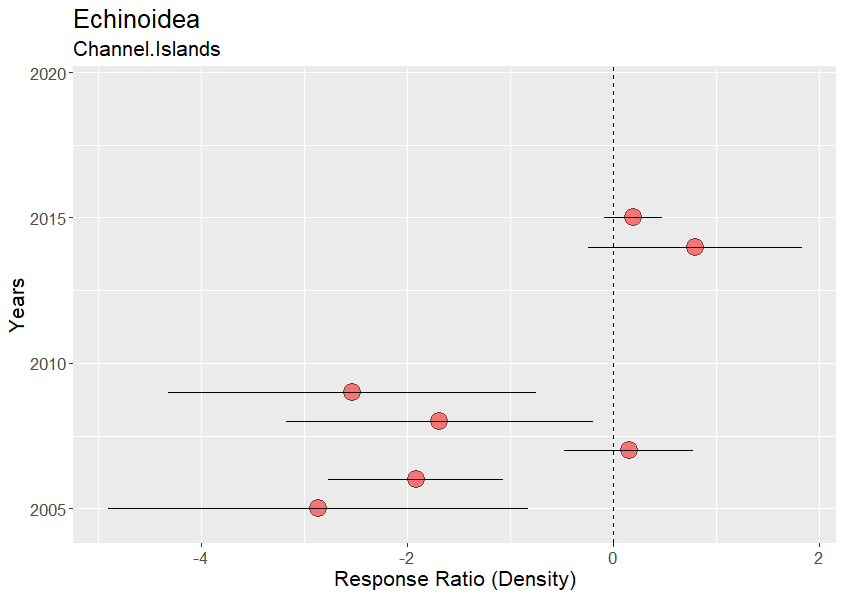 Echinoidea
Channel.Islands
2020
2015
2010
2005
Years
-4
-2
0
2
Response Ratio (Density)